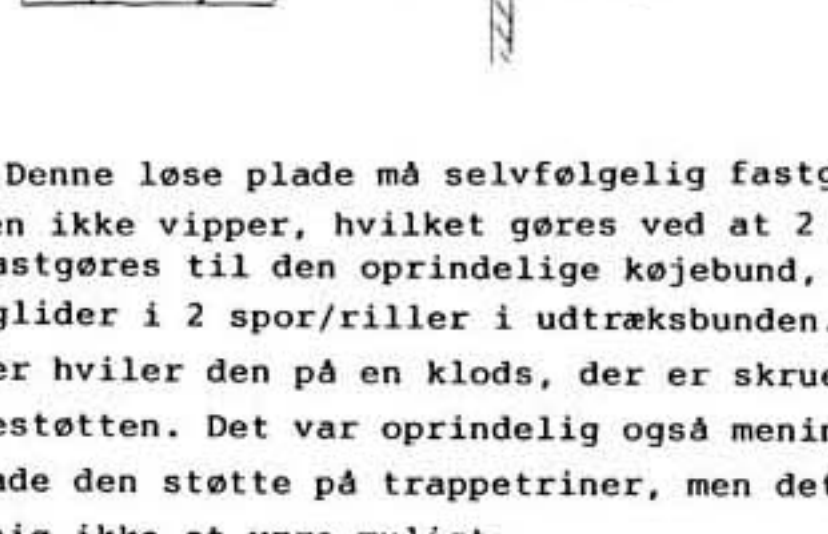 Denne løse plade må selvfølgelig fastg
en ikke vipper, hvilket gøres ved at 2
astgøres til den oprindelige køjebund,
glider i 2 spor/riller i udtræksbunden.
er hviler den på en klods, der er skrue
estøtten. Det var oprindelig også menin
ade den støtte på trappetriner, men det